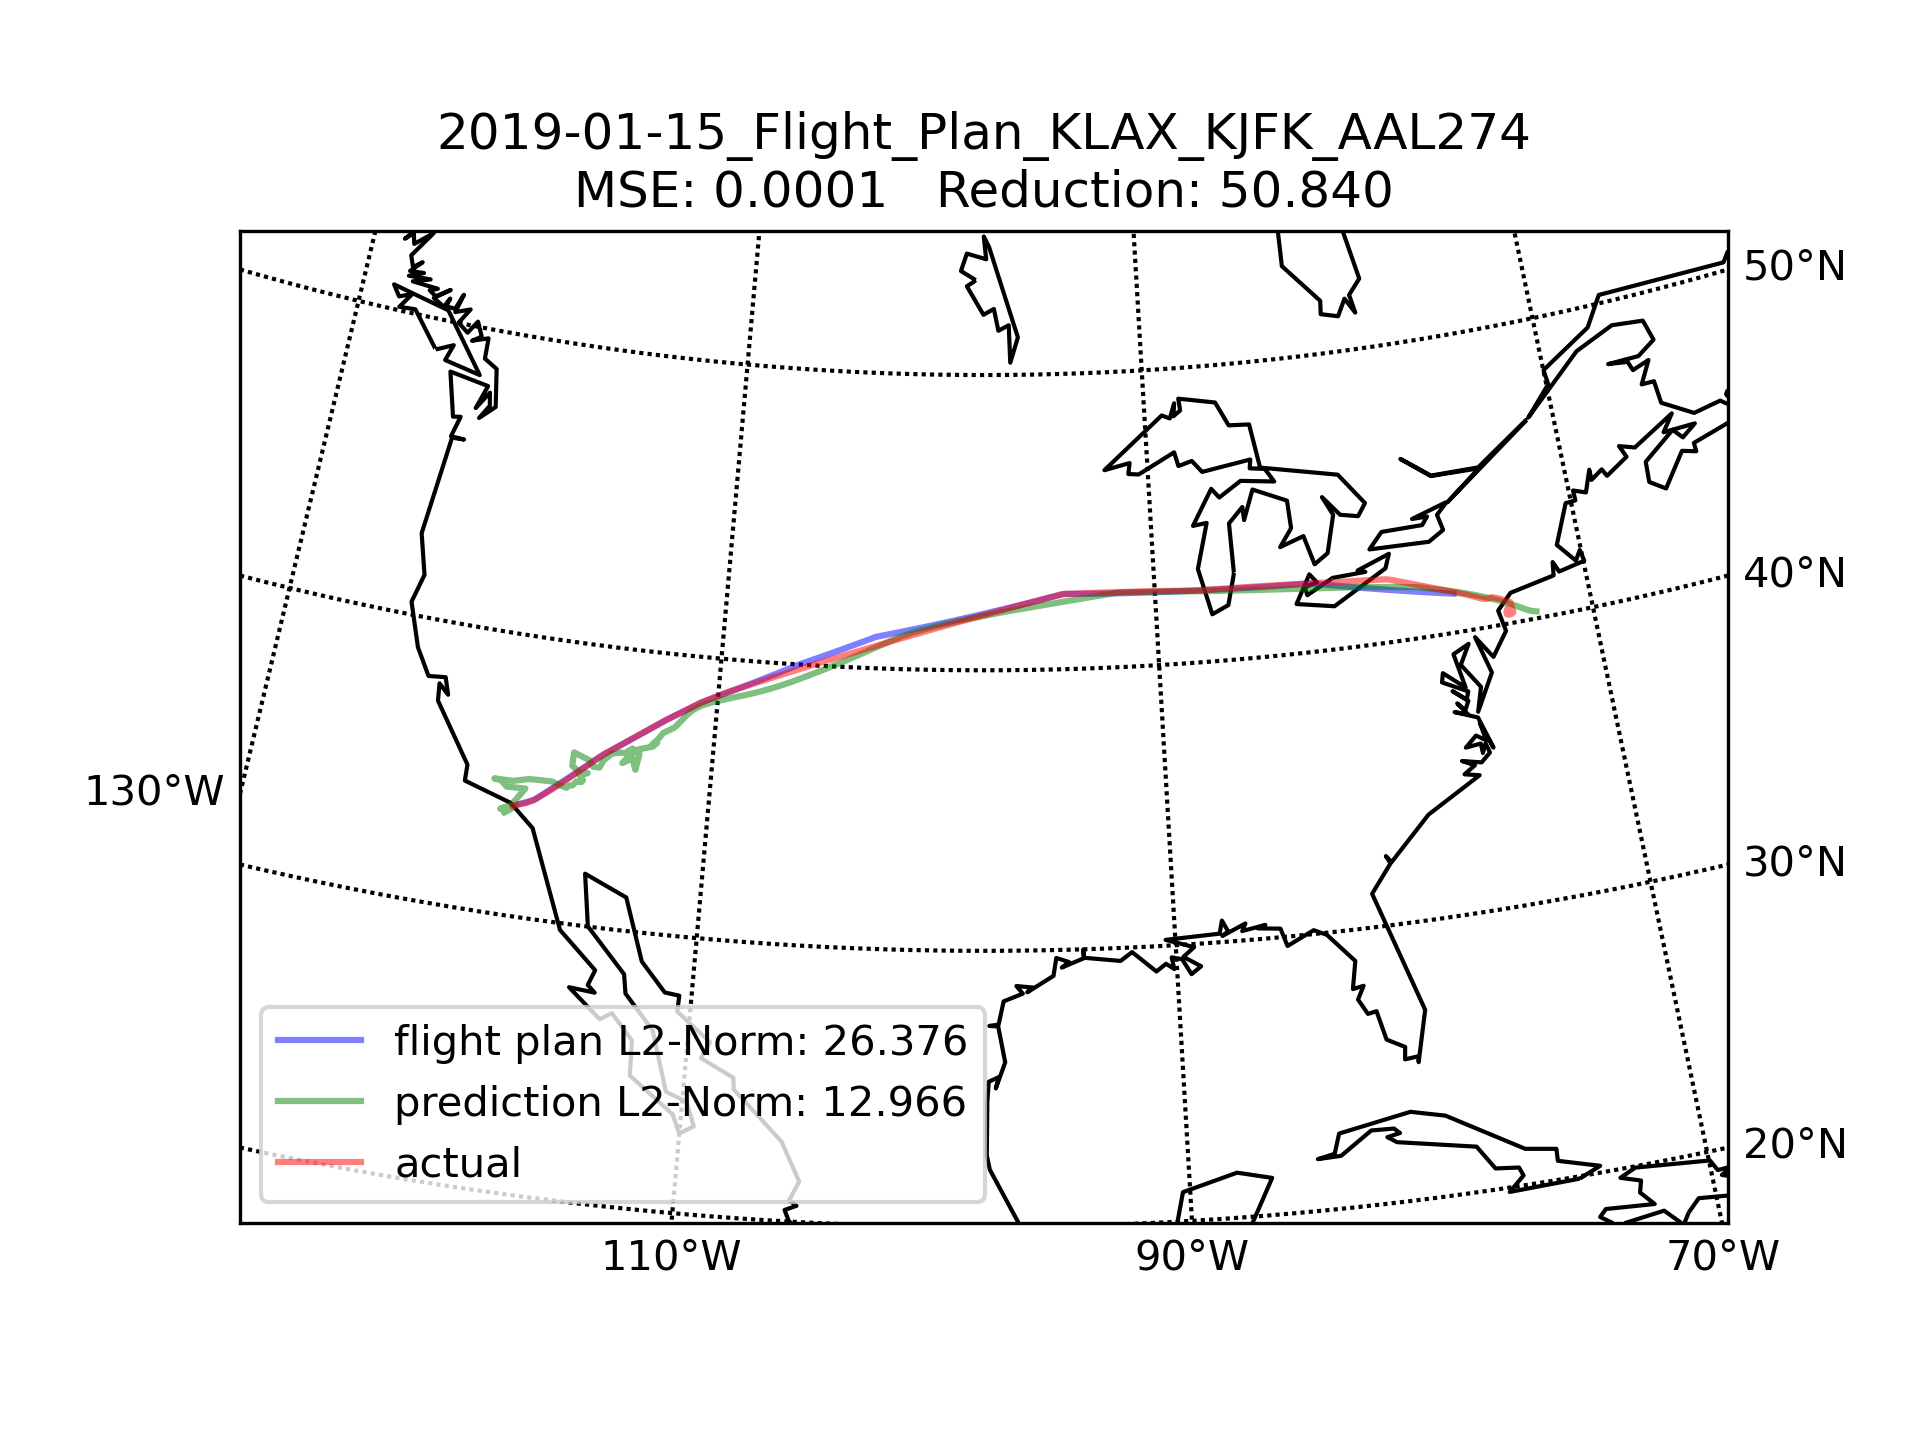 2019-01-15_Flight_Plan_KLAX_KJFK_AAL274
MSE: 0.0001   Reduction: 50.840
50°N
40°N
130°W
30°N
flight plan L2-Norm: 26.376
prediction L2-Norm: 12.966
20°N
actual
110°W
90°W
70°W